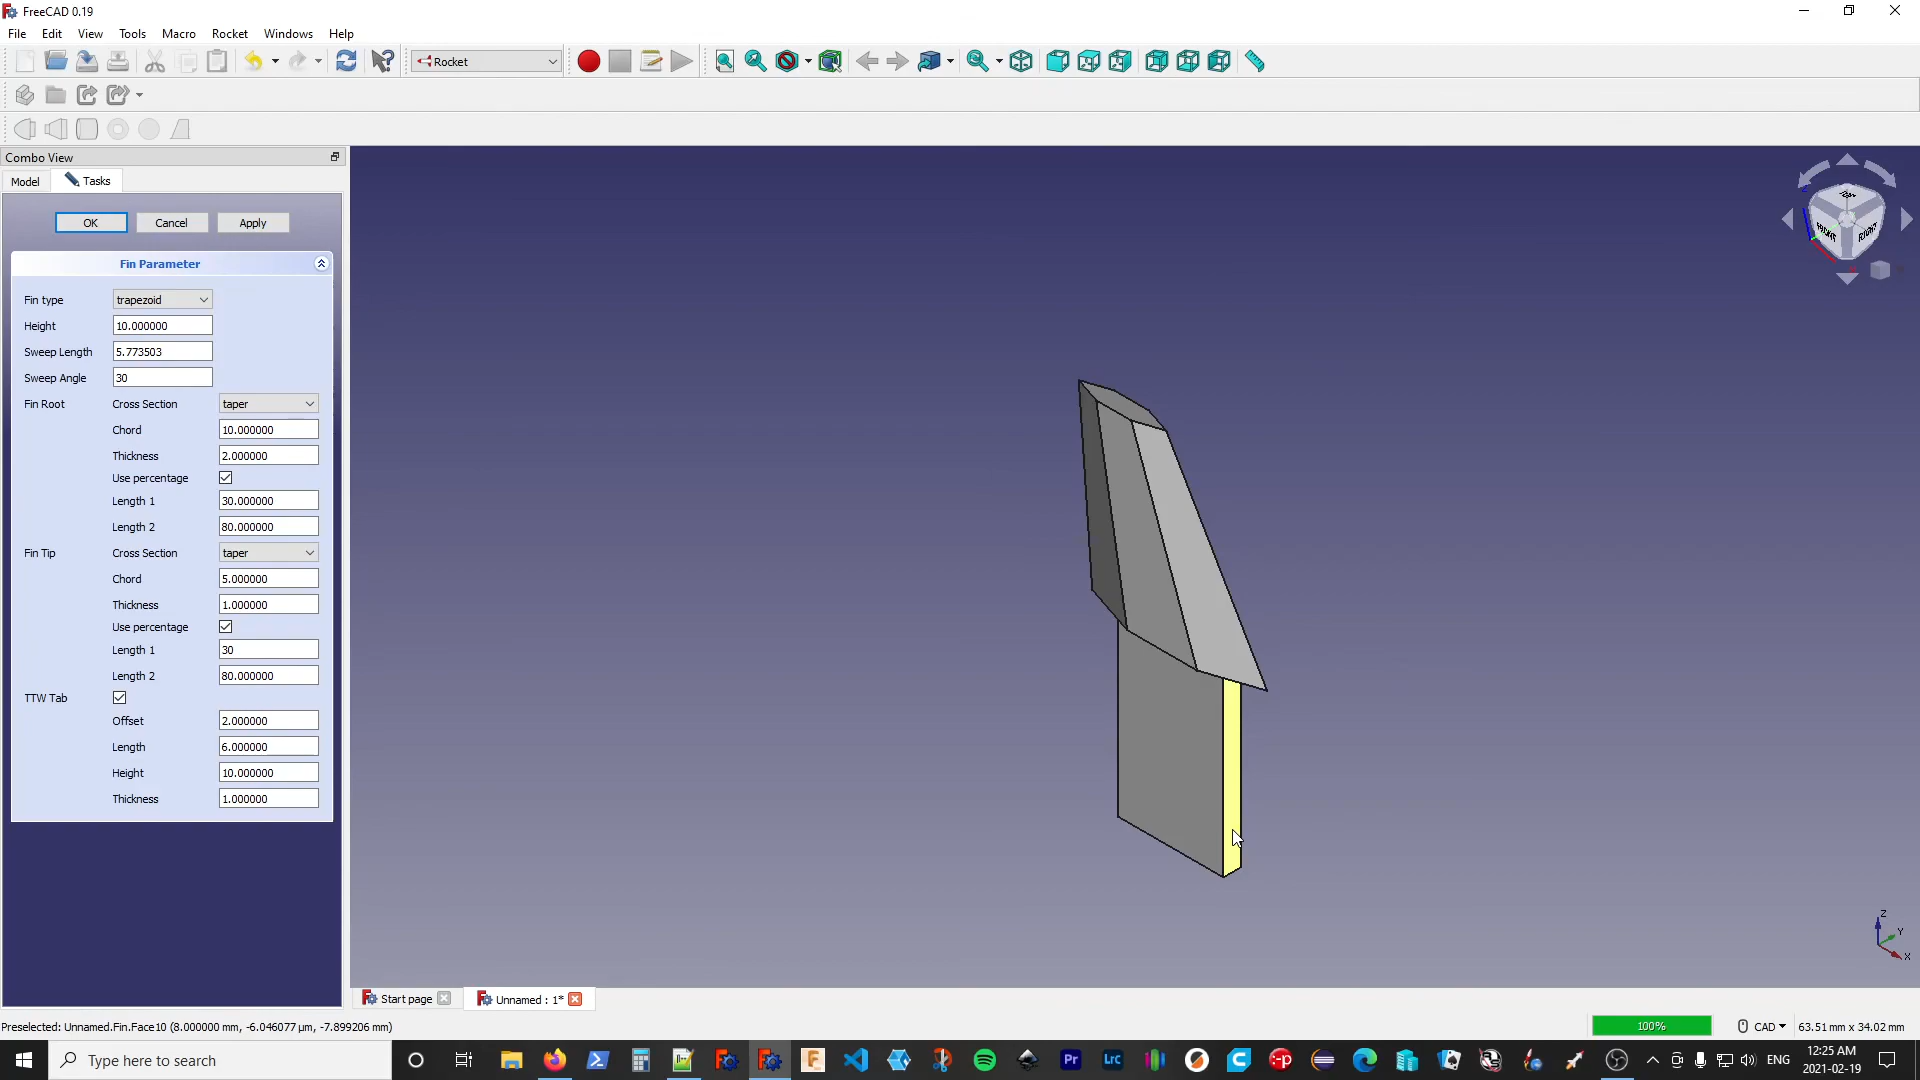 FreeCAD 0.19
File Edit View Tools Macro Rocket Windows Help
Rocket
Combo View
Model Tasks
OK Cancel Apply
Fin Parameter
Fin type trapezoid
Height 10.000000
Sweep Length 5.773503
Sweep Angle 30
Fin Root Cross Section taper
Chord 10.000000
Thickness 2.000000
Use percentage
Length 1 30.000000
Length 2 80.000000
Fin Tip Cross Section taper
Chord 5.000000
Thickness 1.000000
Use percentage
Length 1 30
Length 2 80.000000
TTW Tab
Offset 2.000000
Length 6.000000
Height 10.000000
Thickness 1.000000
Z
Y
X
Start page Unnamed : 1*
Preselected: Unnamed.Fin.Face10 (8.000000 mm, -6.046077 µm, -7.899206 mm)
100% CAD 63.51 mm x 34.02 mm
Type here to search
Pr Lrc
ENG
12:25 AM
2021-02-19